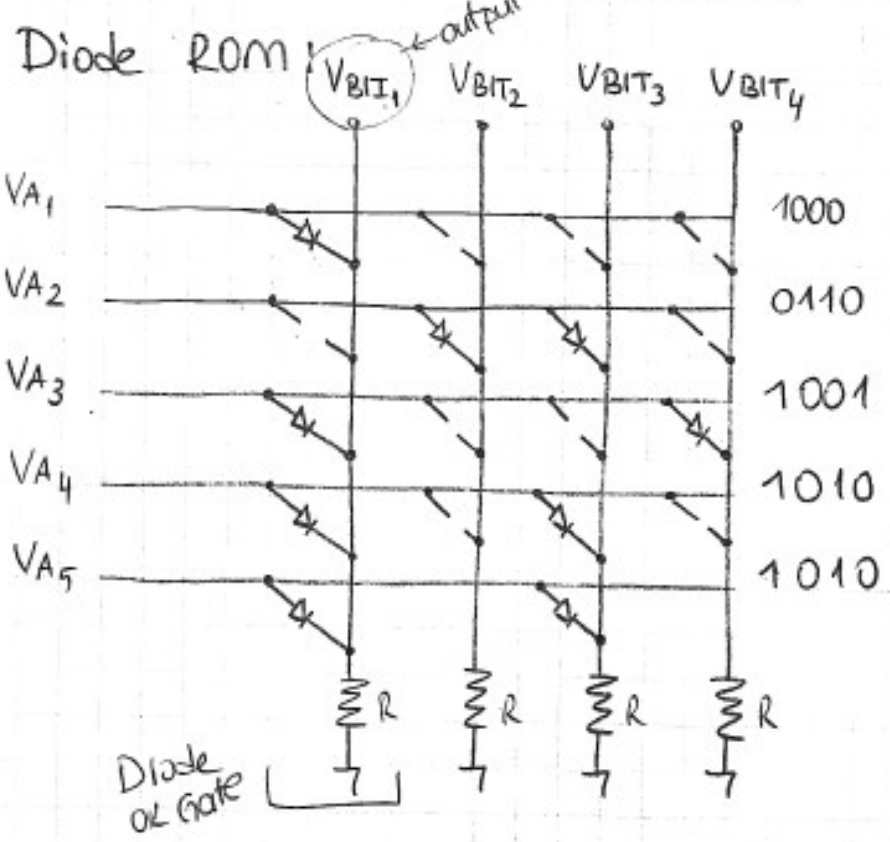 output
Diode ROM:
VBIT₁ VBIT₂ VBIT₃ VBIT₄
VA₁ 1000
VA₂ 0110
VA₃ 1001
VA₄ 1010
VA₅ 1010
R R R R
Diode
OR Gate